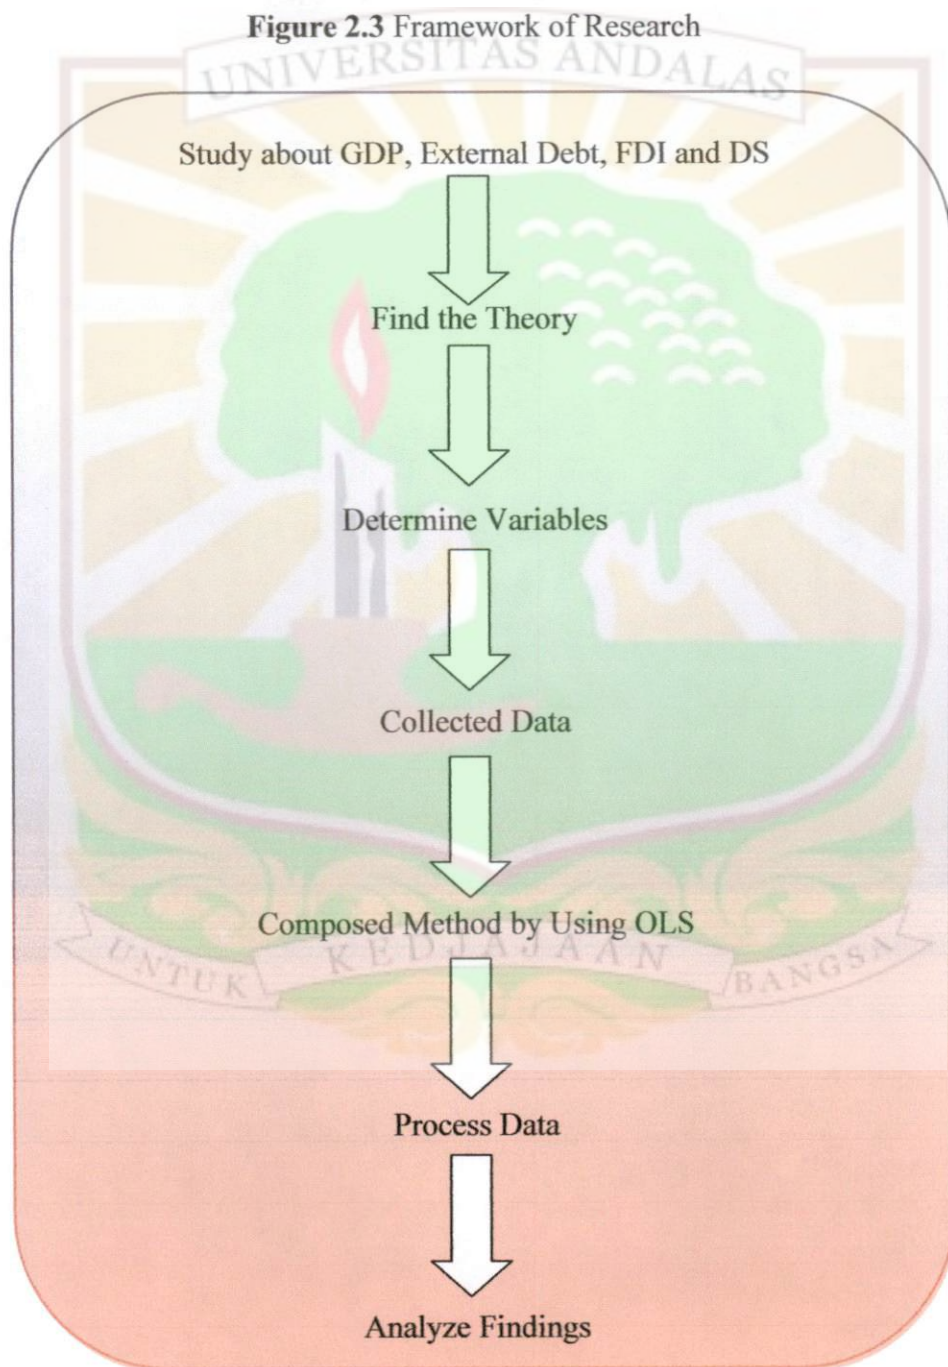 Figure 2.3 Framework of Research
UNIVERSITAS ANDALAS
Study about GDP, External Debt, FDI and DS
Find the Theory
Determine Variables
Collected Data
Composed Method by Using OLS
UNTUK KEDJAJAAN BANGSA
Process Data
Analyze Findings